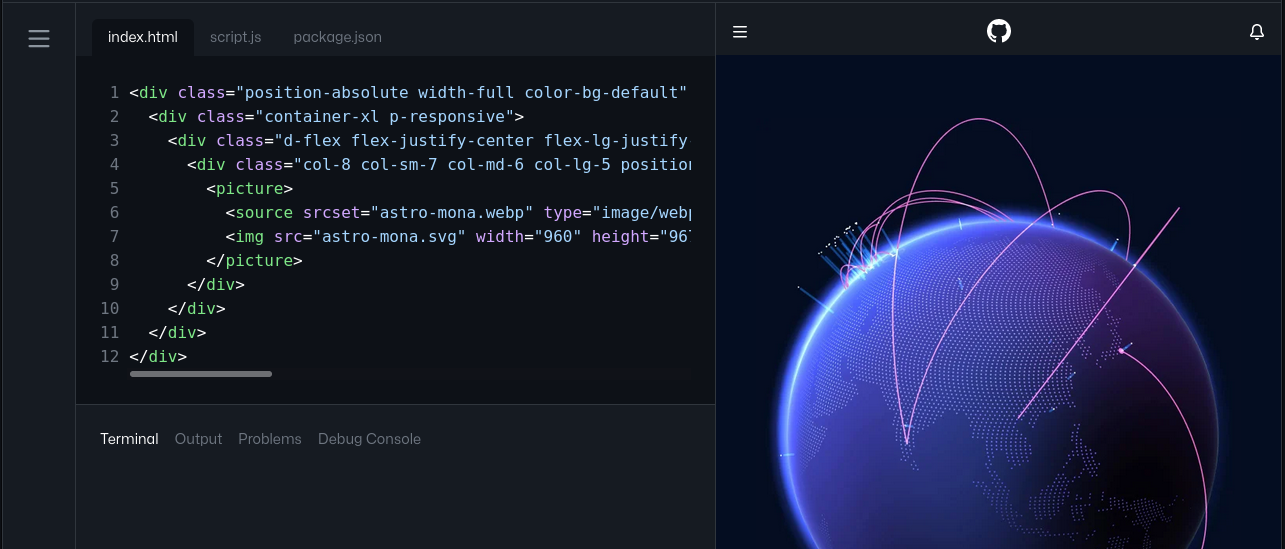 index.html script.js package.json
1 <div class="position-absolute width-full color-bg-default"
2 <div class="container-xl p-responsive">
3 <div class="d-flex flex-justify-center flex-lg-justify-
4 <div class="col-8 col-sm-7 col-md-6 col-lg-5 position
5 <picture>
6 <source srcset="astro-mona.webp" type="image/webp
7 <img src="astro-mona.svg" width="960" height="967
8 </picture>
9 </div>
10 </div>
11 </div>
12 </div>
Terminal Output Problems Debug Console